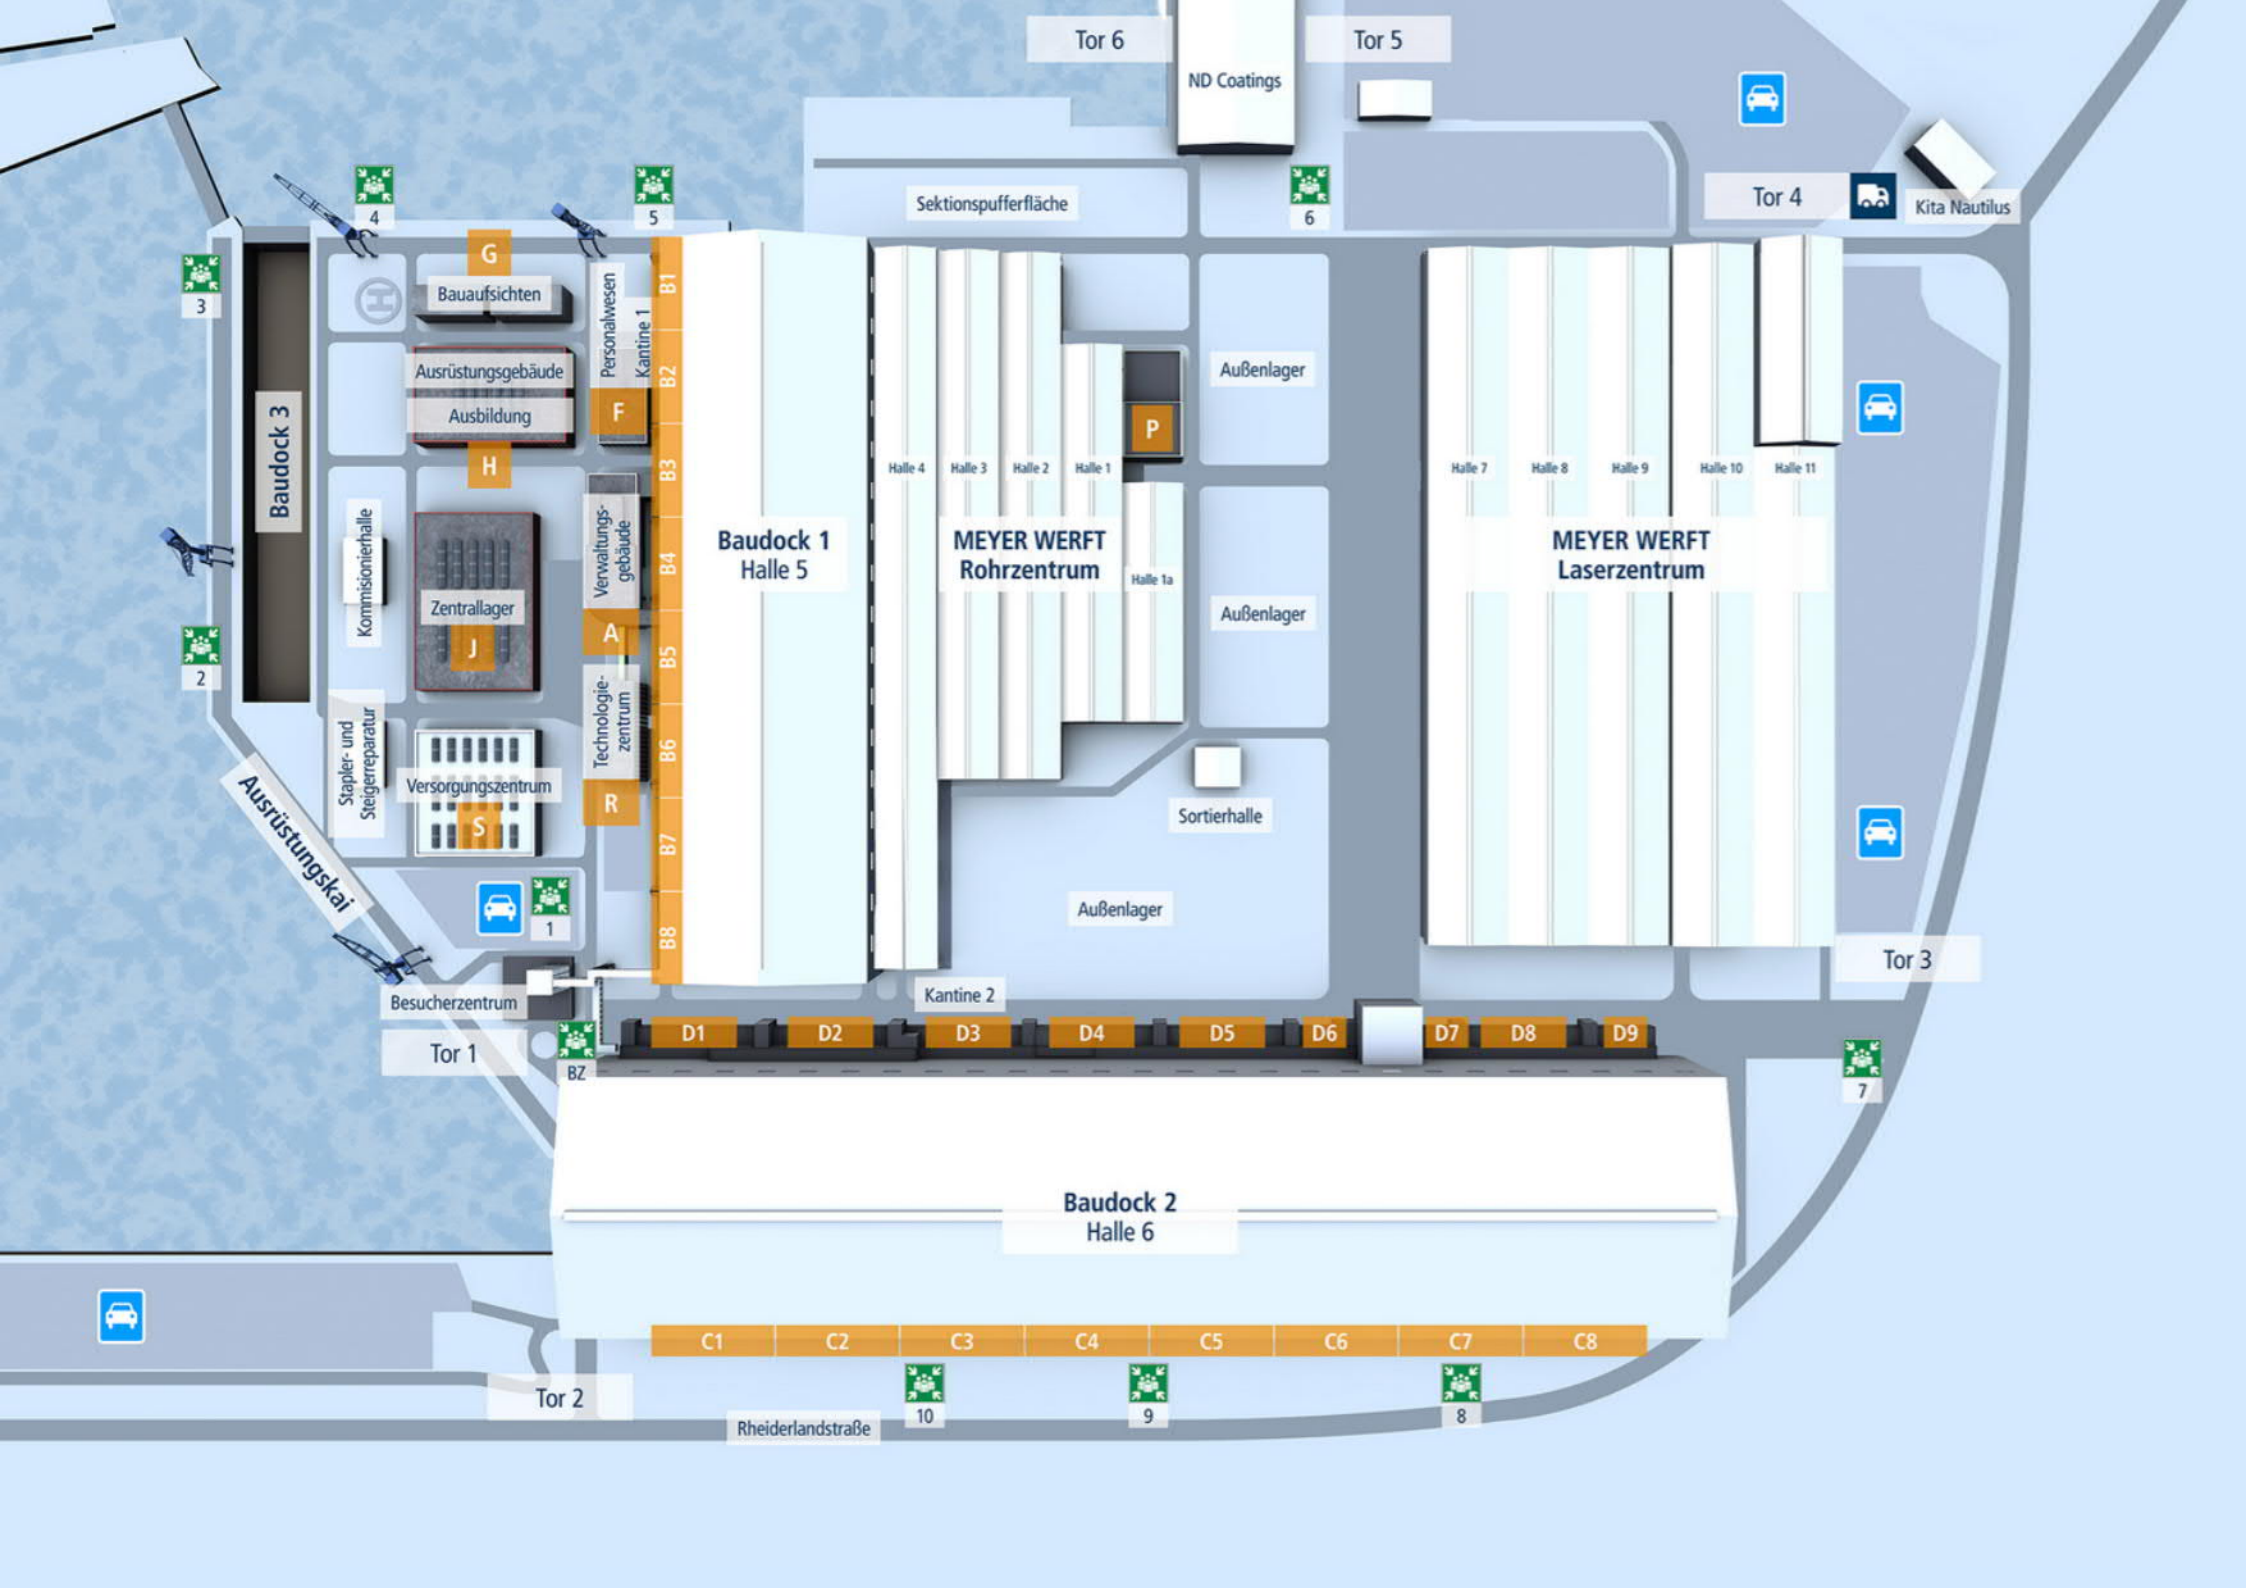 Tor 6
Tor 5
ND Coatings
Tor 4
Kita Nautilus
Sektionspufferfläche
4
5
6
3
G
Bauaufsichten
Personalwesen
Kantine 1
Ausrüstungsgebäude
Ausbildung
F
H
Baudock 3
B1
B2
B3
B4
B5
B6
B7
B8
Außenlager
P
Halle 4
Halle 3
Halle 2
Halle 1
Halle 7
Halle 8
Halle 9
Halle 10
Halle 11
Kommisionierhalle
Verwaltungs-
gebäude
Baudock 1
Halle 5
MEYER WERFT
Rohrzentrum
Halle 1a
MEYER WERFT
Laserzentrum
Zentrallager
J
A
Außenlager
2
Stapler- und
Steigerreparatur
Technologie-
zentrum
Versorgungszentrum
S
R
Sortierhalle
Ausrüstungskai
Außenlager
1
Tor 3
Besucherzentrum
Kantine 2
Tor 1
BZ
D1
D2
D3
D4
D5
D6
D7
D8
D9
7
Baudock 2
Halle 6
C1
C2
C3
C4
C5
C6
C7
C8
Tor 2
10
9
8
Rheiderlandstraße